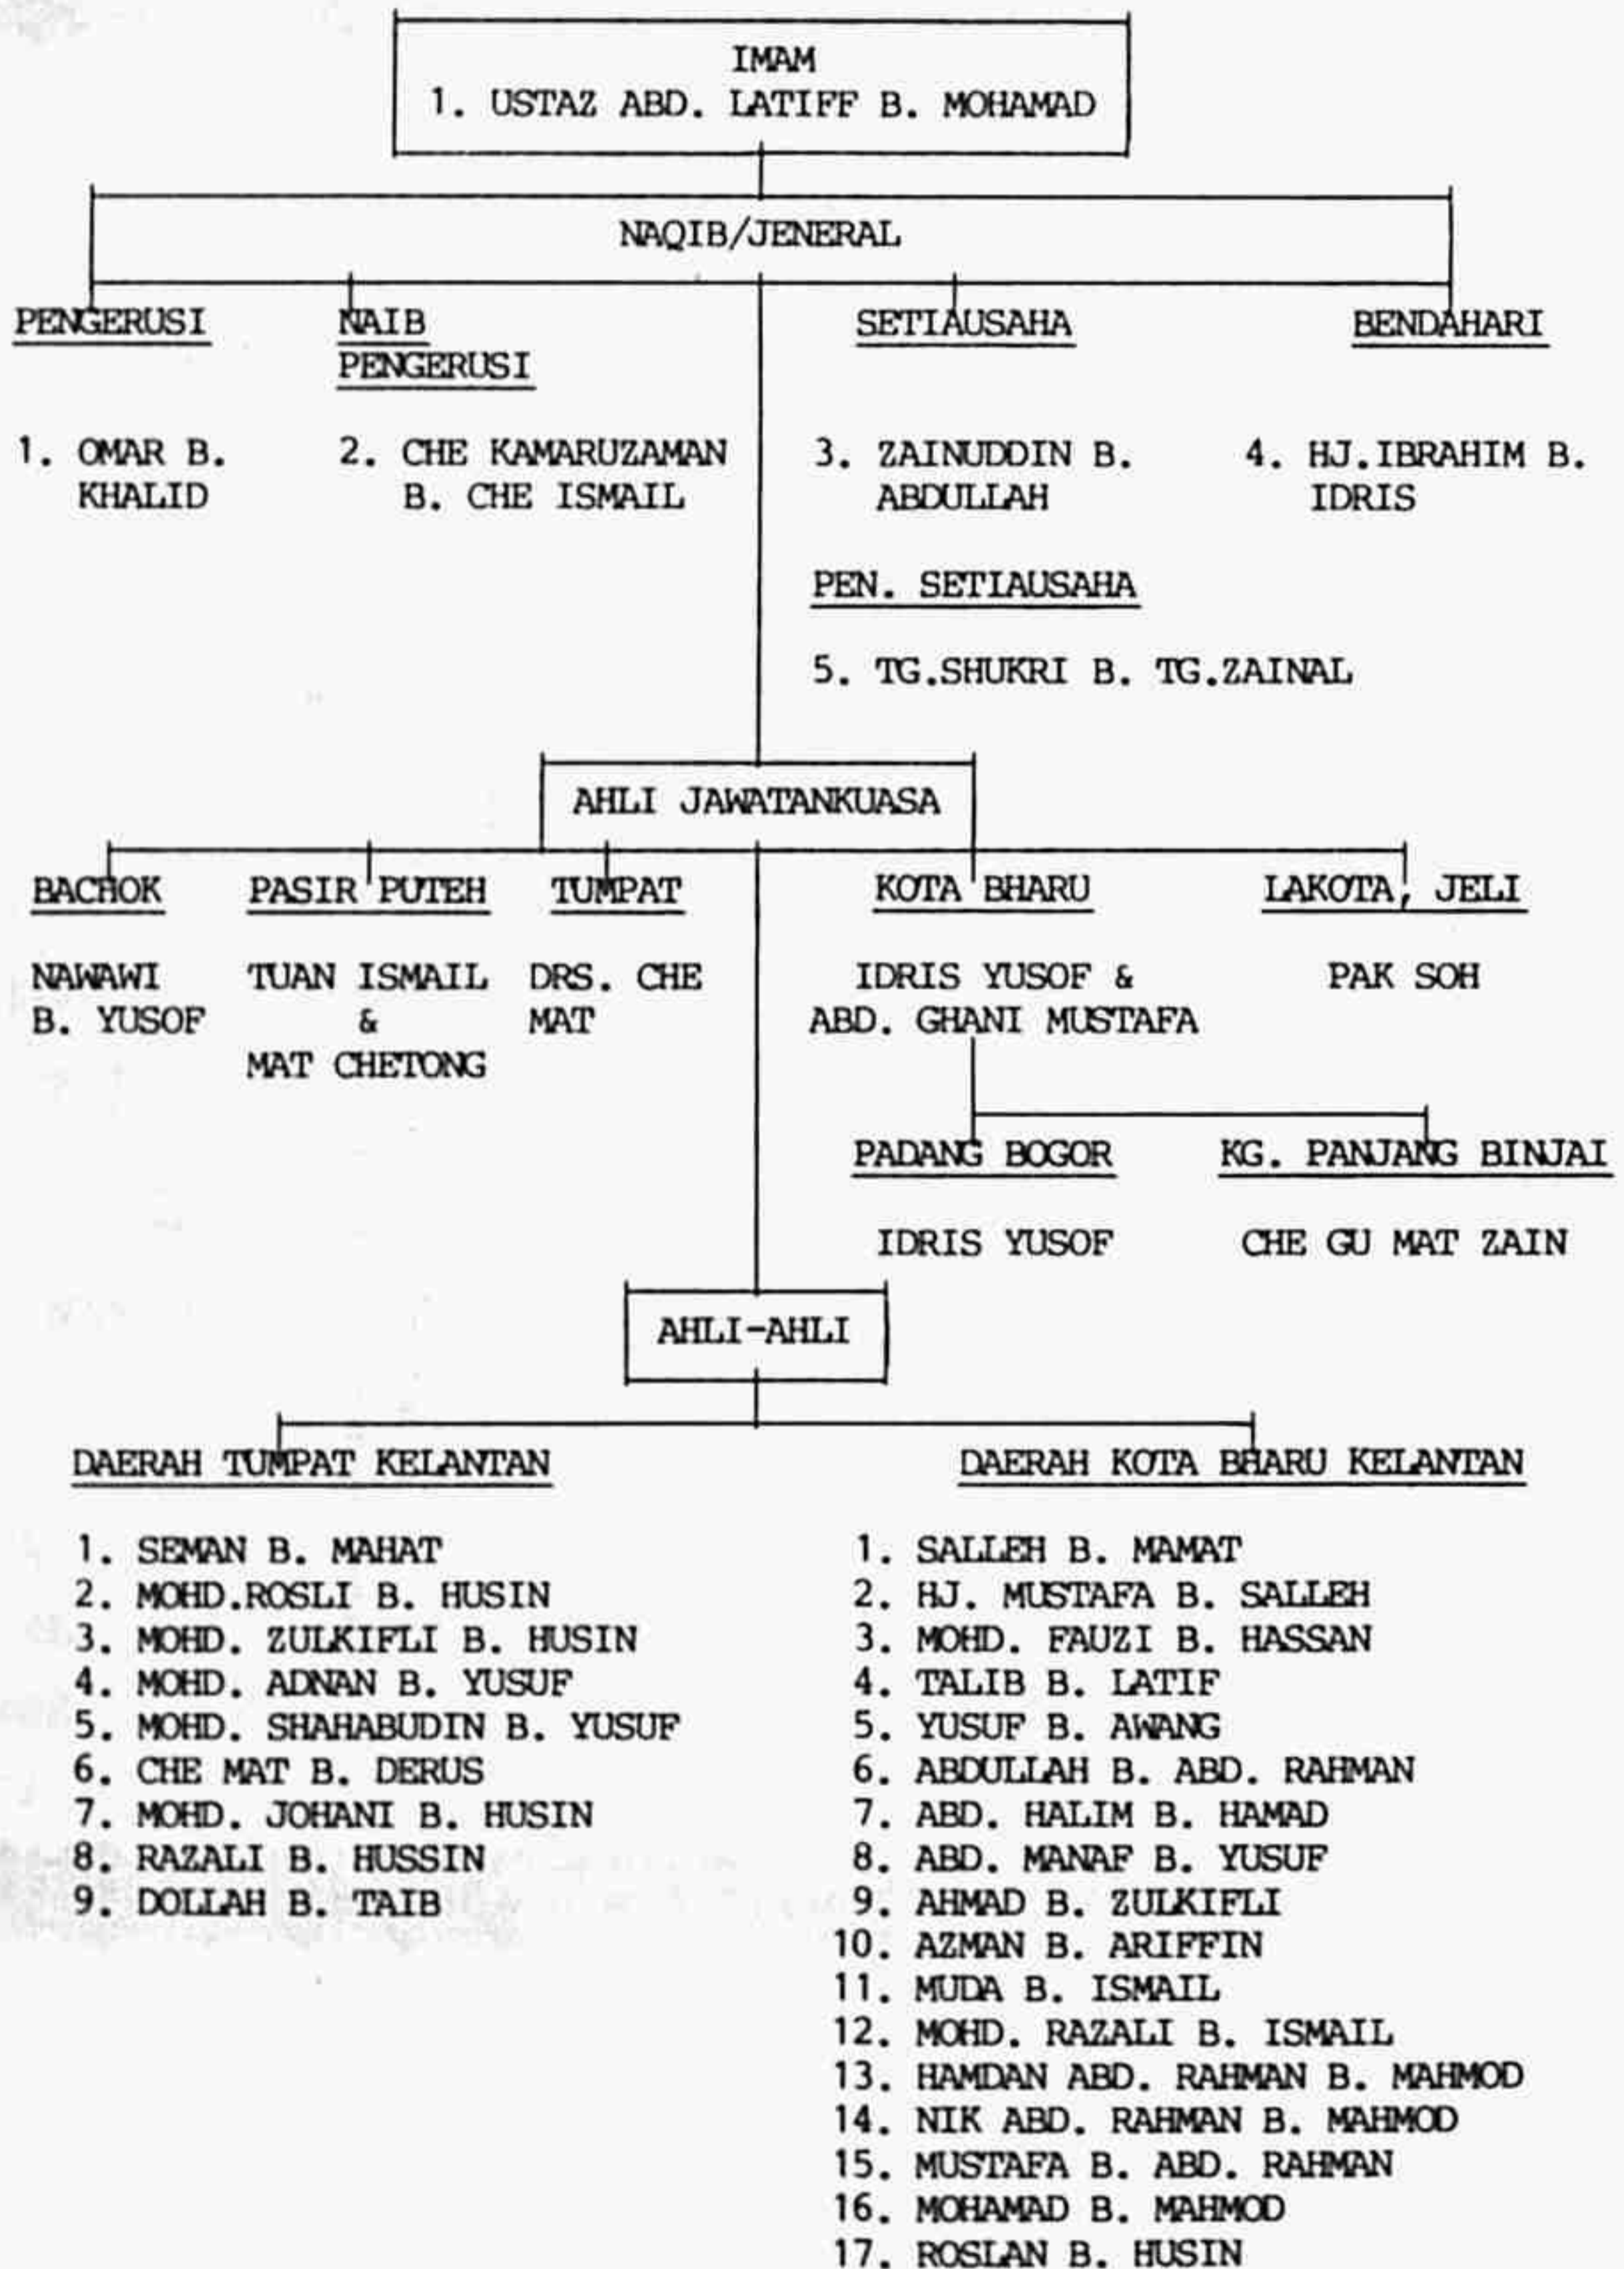 IMAM
1. USTAZ ABD. LATIFF B. MOHAMAD
NAQIB/JENERAL
PENGERUSI
1. OMAR B.
KHALID
NAIB
PENGERUSI
2. CHE KAMARUZAMAN
B. CHE ISMAIL
SETIAUSAHA
3. ZAINUDDIN B.
ABDULLAH
PEN. SETIAUSAHA
5. TG.SHUKRI B. TG.ZAINAL
BENDAHARI
4. HJ.IBRAHIM B.
IDRIS
AHLI JAWATANKUASA
BACHOK
NAWAWI
B. YUSOF
PASIR PUTEH
TUAN ISMAIL
&
MAT CHETONG
TUMPAT
DRS. CHE
MAT
KOTA BHARU
IDRIS YUSOF &
ABD. GHANI MUSTAFA
LAKOTA, JELI
PAK SOH
PADANG BOGOR
IDRIS YUSOF
KG. PANJANG BINJAI
CHE GU MAT ZAIN
AHLI-AHLI
DAERAH TUMPAT KELANTAN
1. SEMAN B. MAHAT
2. MOHD.ROSLI B. HUSIN
3. MOHD. ZULKIFLI B. HUSIN
4. MOHD. ADNAN B. YUSUF
5. MOHD. SHAHABUDIN B. YUSUF
6. CHE MAT B. DERUS
7. MOHD. JOHANI B. HUSIN
8. RAZALI B. HUSSIN
9. DOLLAH B. TAIB
DAERAH KOTA BHARU KELANTAN
1. SALLEH B. MAMAT
2. HJ. MUSTAFA B. SALLEH
3. MOHD. FAUZI B. HASSAN
4. TALIB B. LATIF
5. YUSUF B. AWANG
6. ABDULLAH B. ABD. RAHMAN
7. ABD. HALIM B. HAMAD
8. ABD. MANAF B. YUSUF
9. AHMAD B. ZULKIFLI
10. AZMAN B. ARIFFIN
11. MUDA B. ISMAIL
12. MOHD. RAZALI B. ISMAIL
13. HAMDAN ABD. RAHMAN B. MAHMOD
14. NIK ABD. RAHMAN B. MAHMOD
15. MUSTAFA B. ABD. RAHMAN
16. MOHAMAD B. MAHMOD
17. ROSLAN B. HUSIN